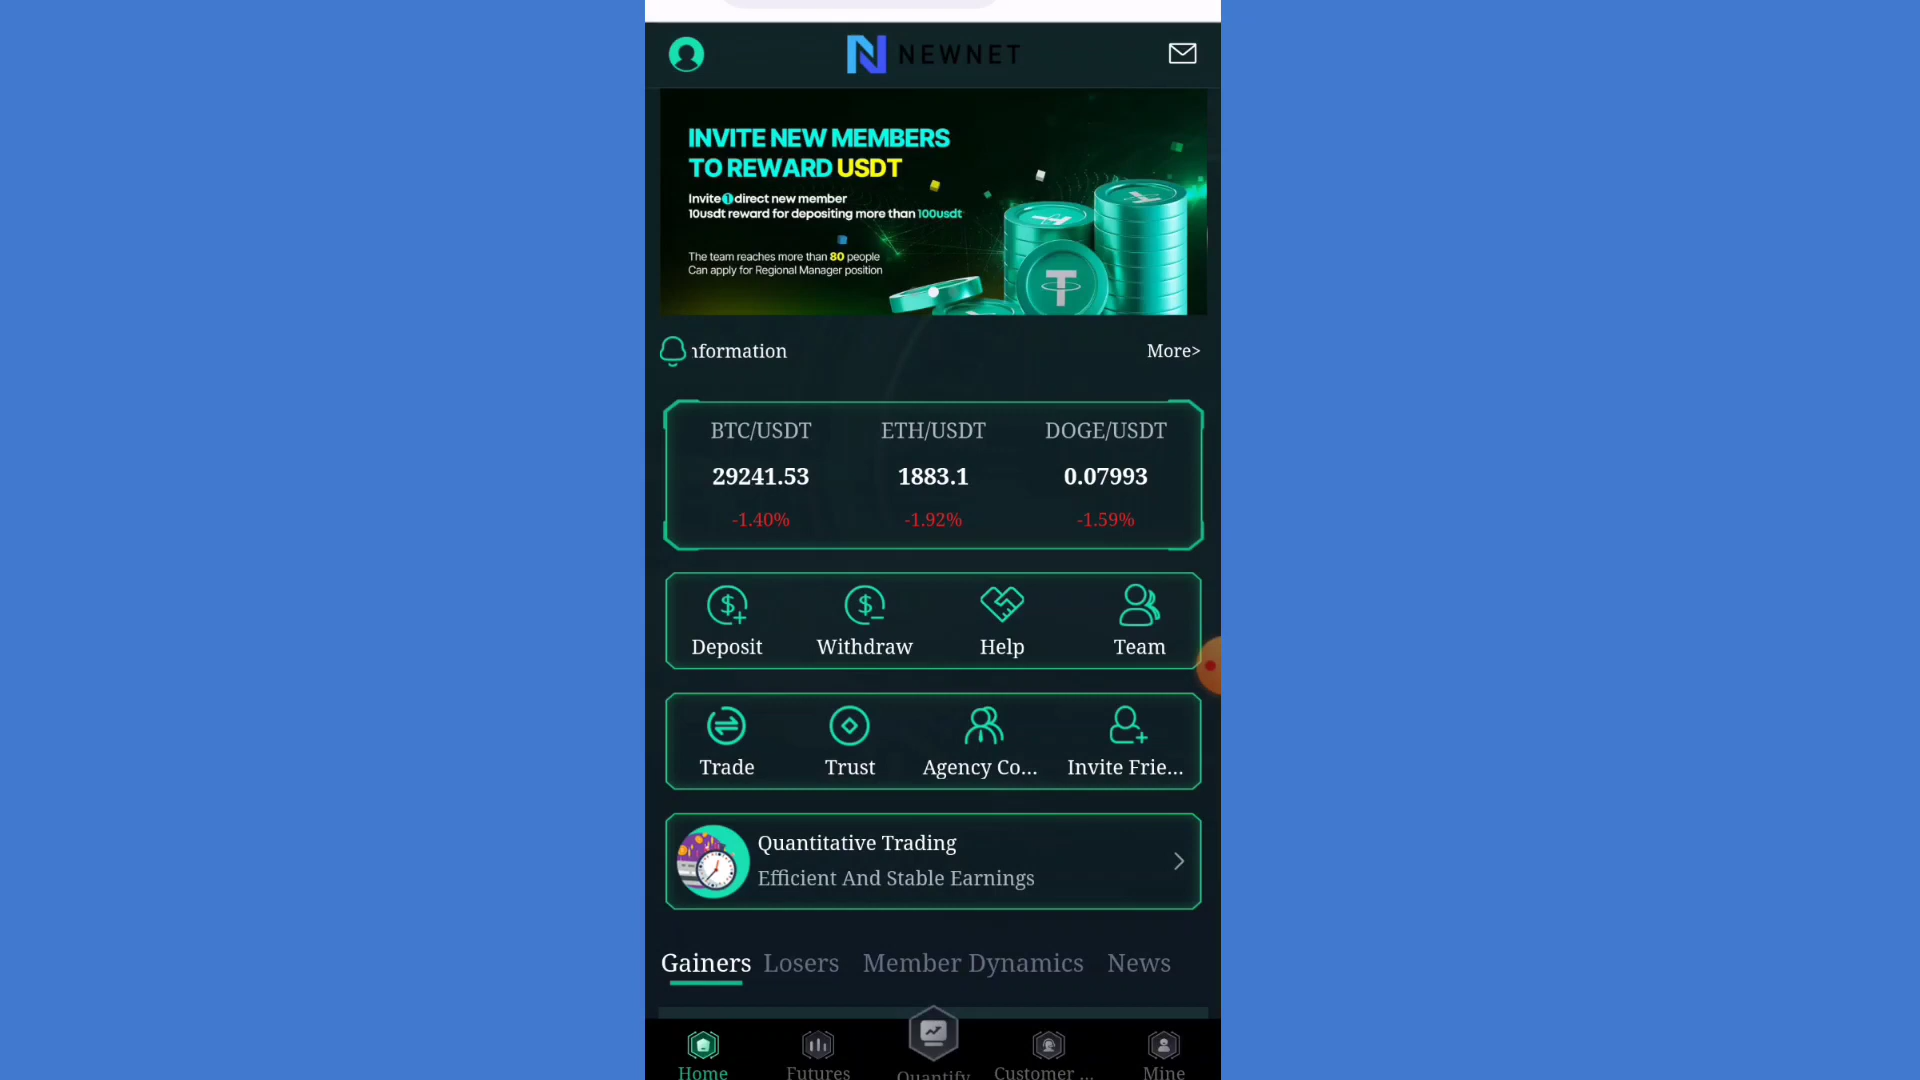 NEWNET
INVITE NEW MEMBERS
TO REWARD USDT
Invite 1 direct new member
10usdt reward for depositing more than 100usdt
The team reaches more than 80 people
Can apply for Regional Manager position
nformation
More>
BTC/USDT ETH/USDT DOGE/USDT
29241.53 1883.1 0.07993
-1.40% -1.92% -1.59%
Deposit Withdraw Help Team
Trade Trust Agency Co... Invite Frie...
Quantitative Trading
Efficient And Stable Earnings
Gainers Losers Member Dynamics News
Home Futures Quantify Customer ... Mine